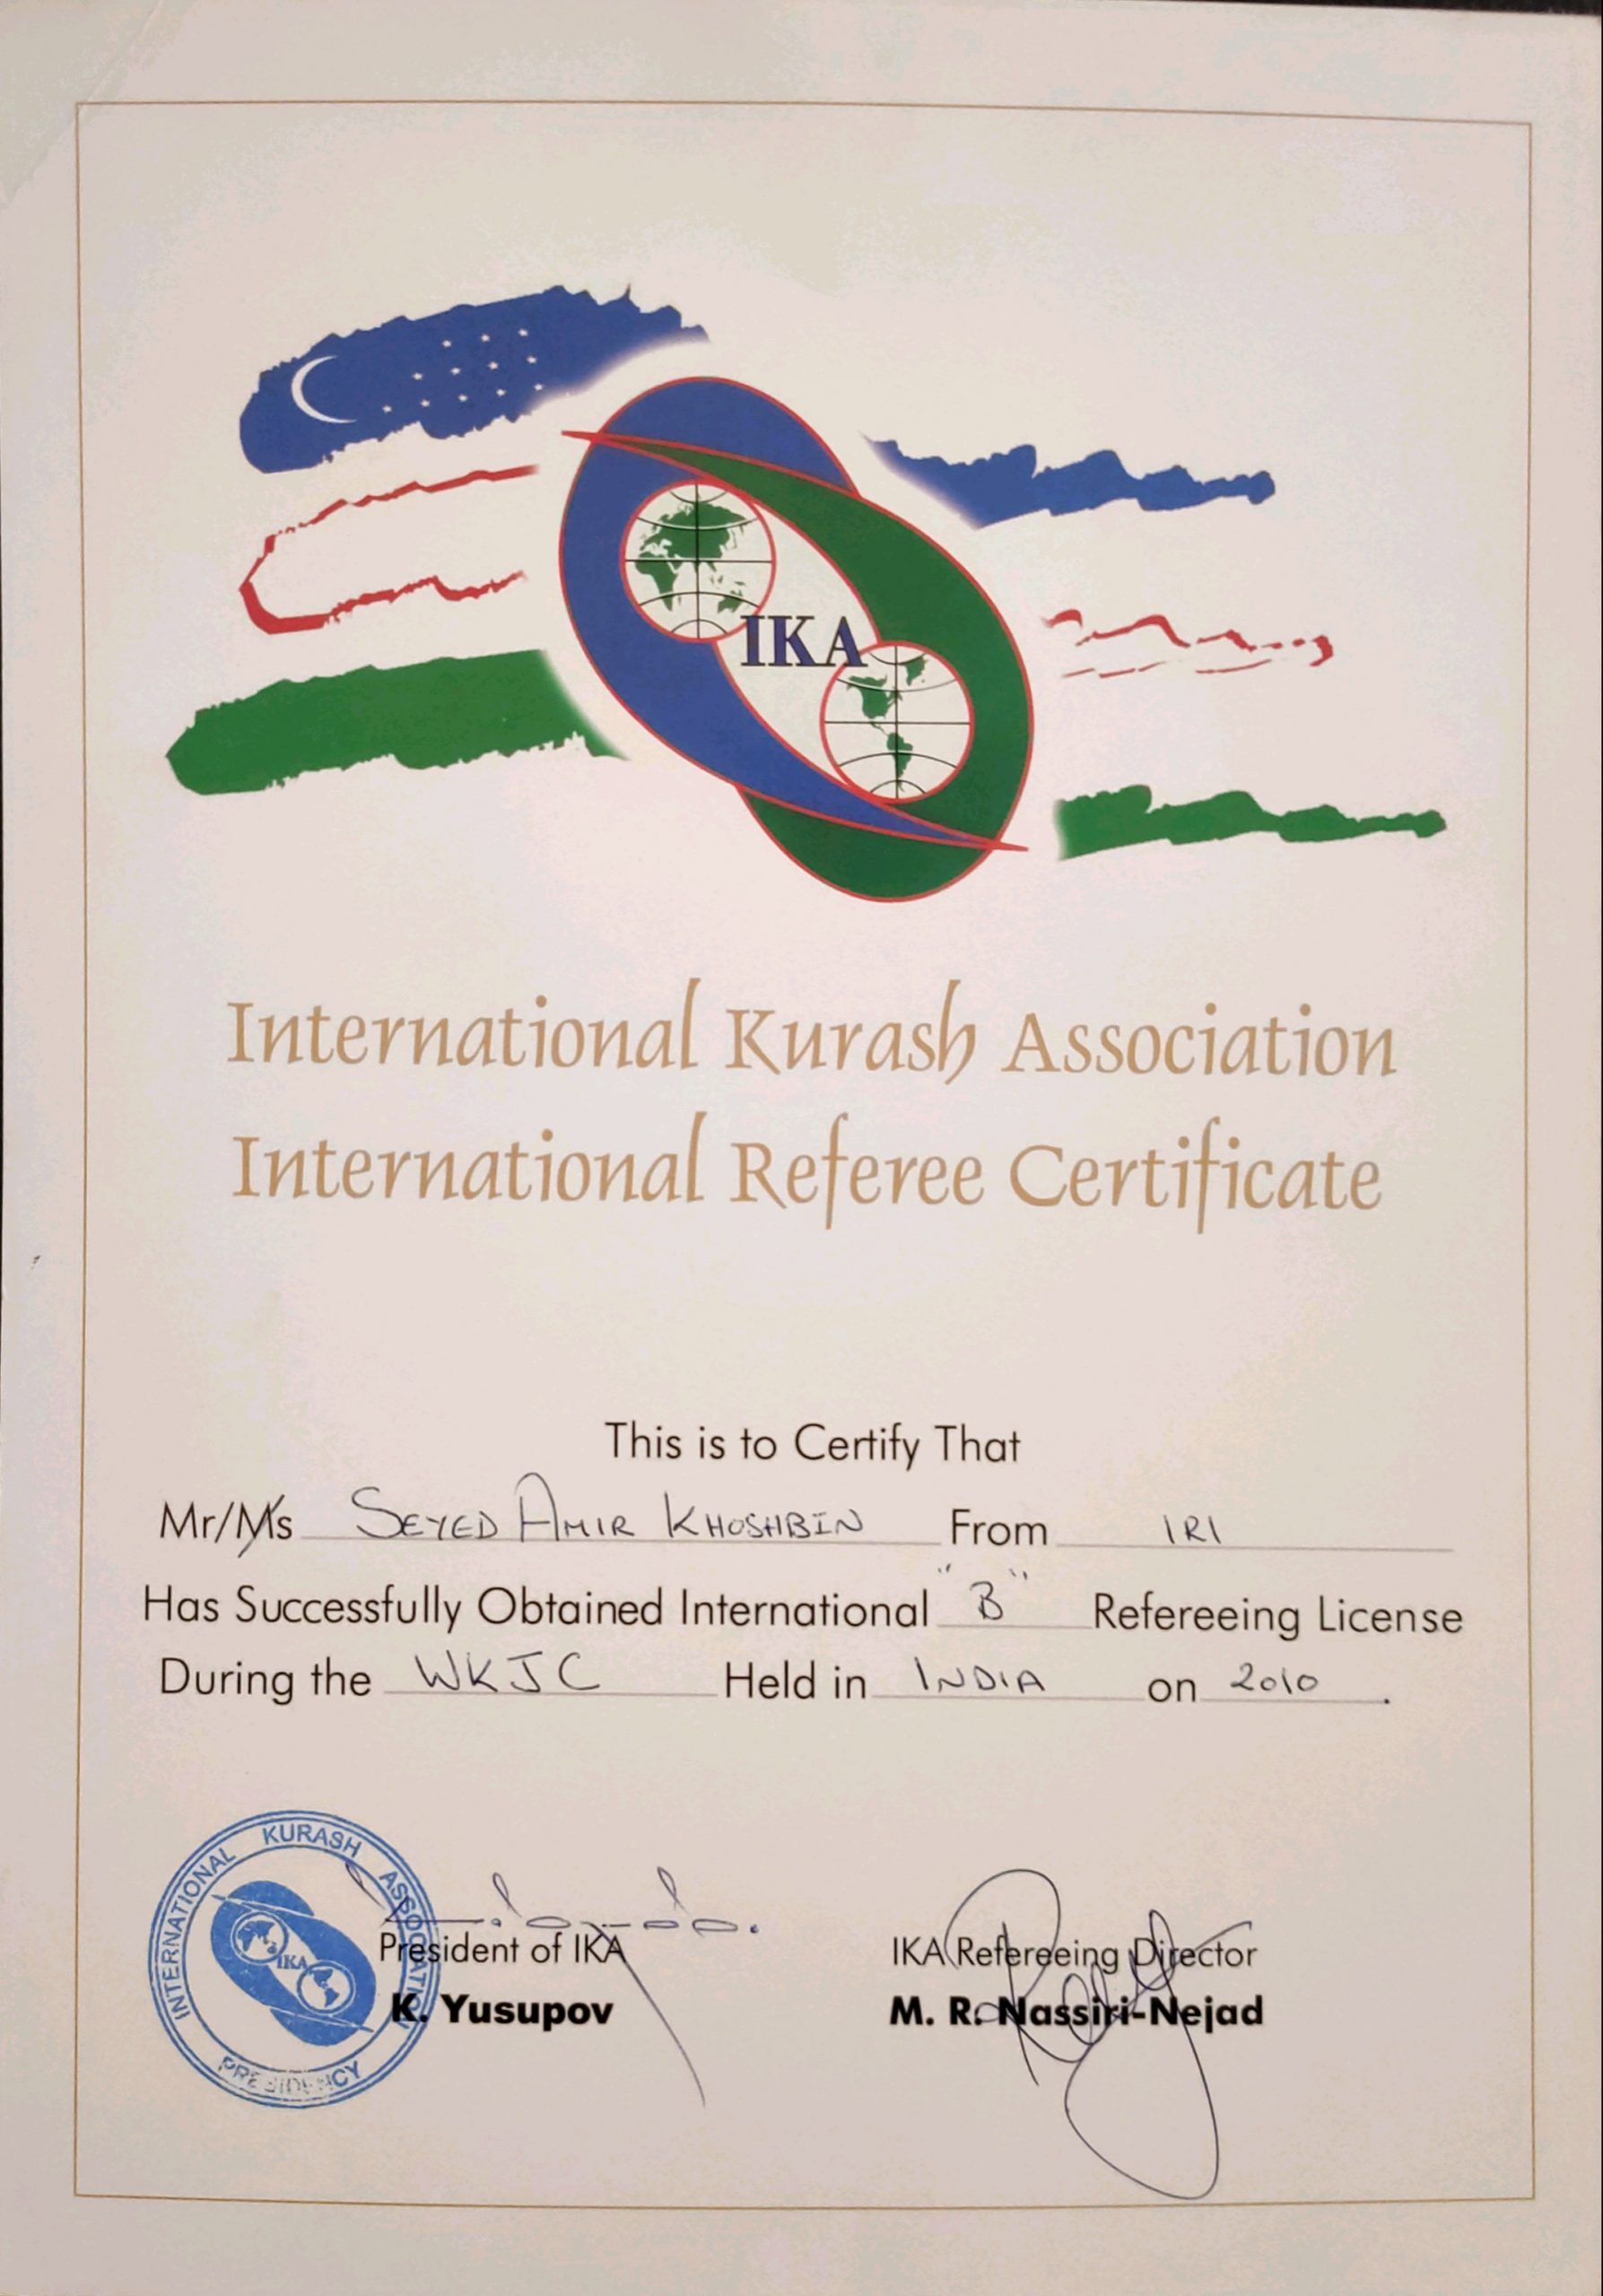 IKA
International Kurash Association
International Referee Certificate
This is to Certify That
Mr/Ms SEYED AMIR KHOSHBIN From IRI
Has Successfully Obtained International "B" Refereeing License
During the WKJC Held in INDIA on 2010 .
INTERNATIONAL KURASH ASSOCIATION
IKA
PRESIDENCY
President of IKA
K. Yusupov
IKA Refereeing Director
M. R. Nassiri-Nejad